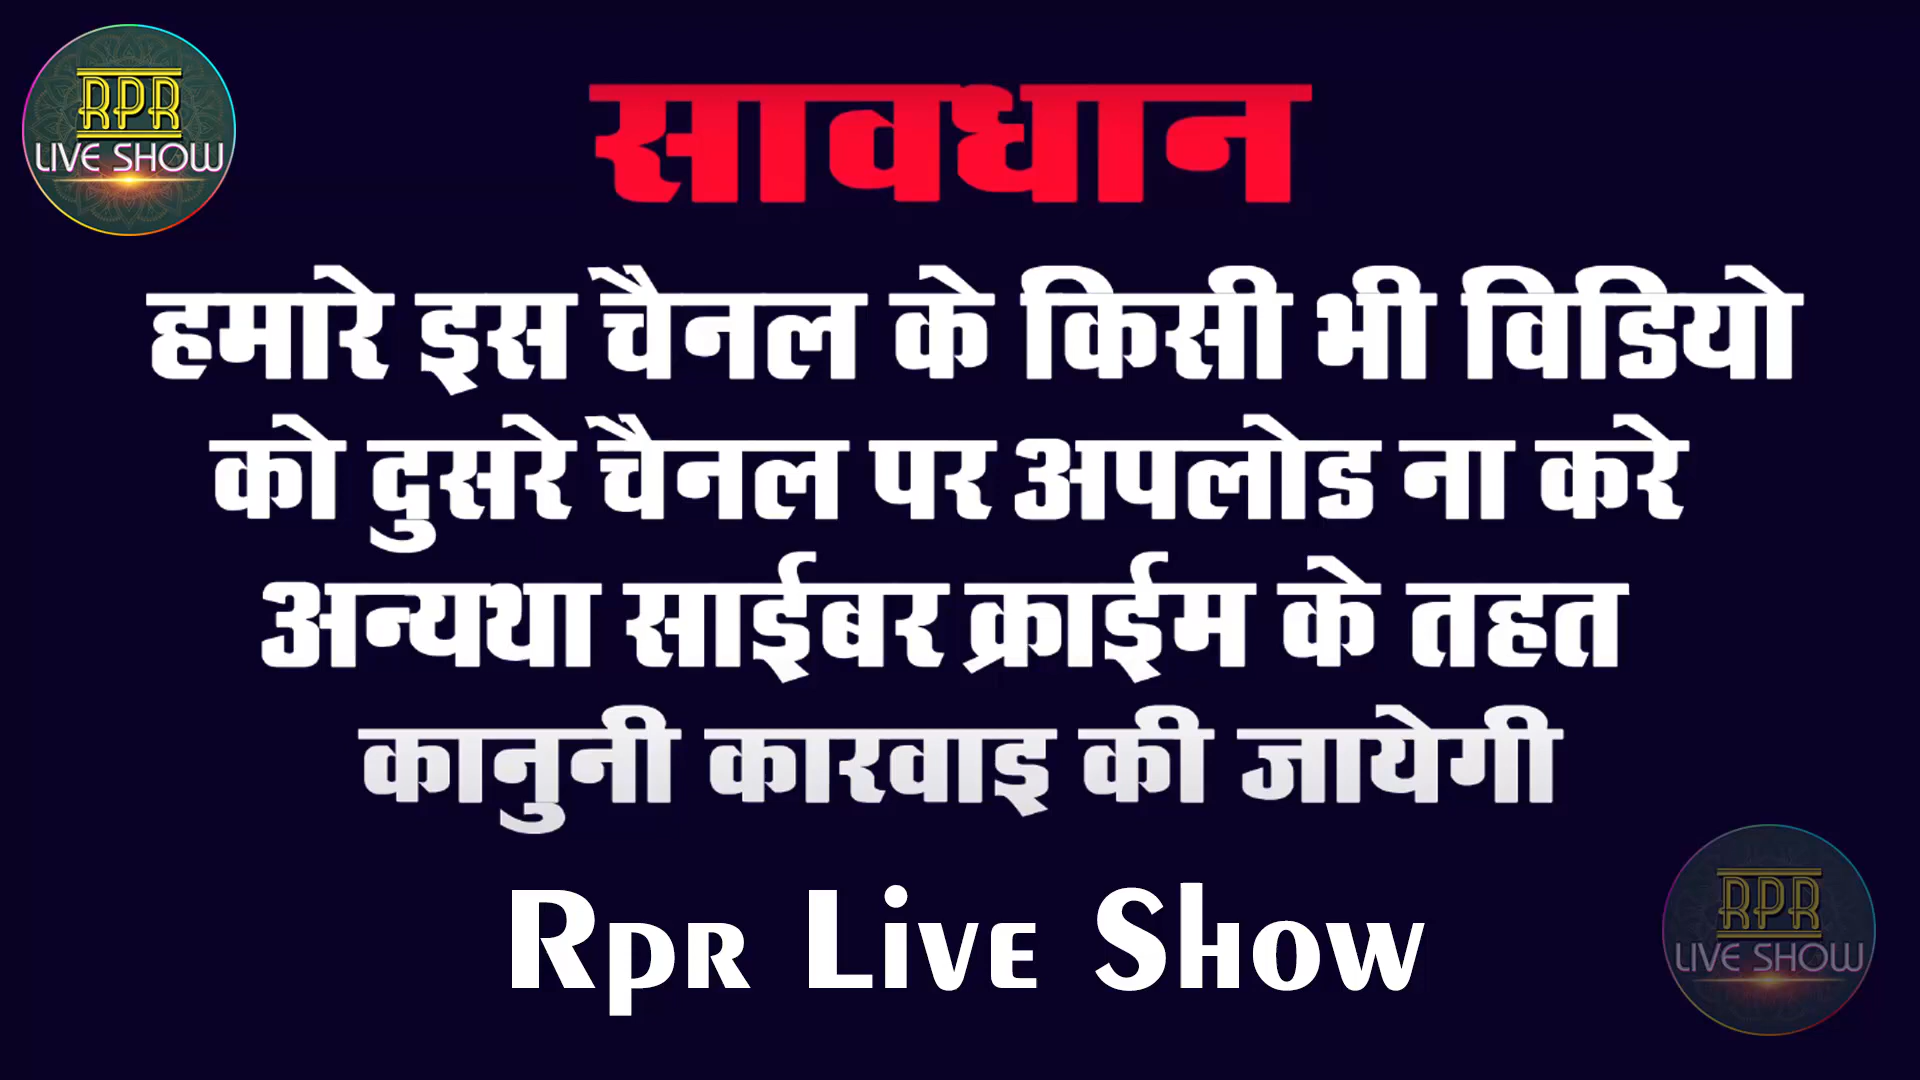 RPR
LIVE SHOW
सावधान
हमारे इस चैनल के किसी भी विडियो
को दुसरे चैनल पर अपलोड ना करे
अन्यथा साईबर क्राईम के तहत
कानुनी कारवाइ की जायेगी
Rpr Live Show
RPR
LIVE SHOW